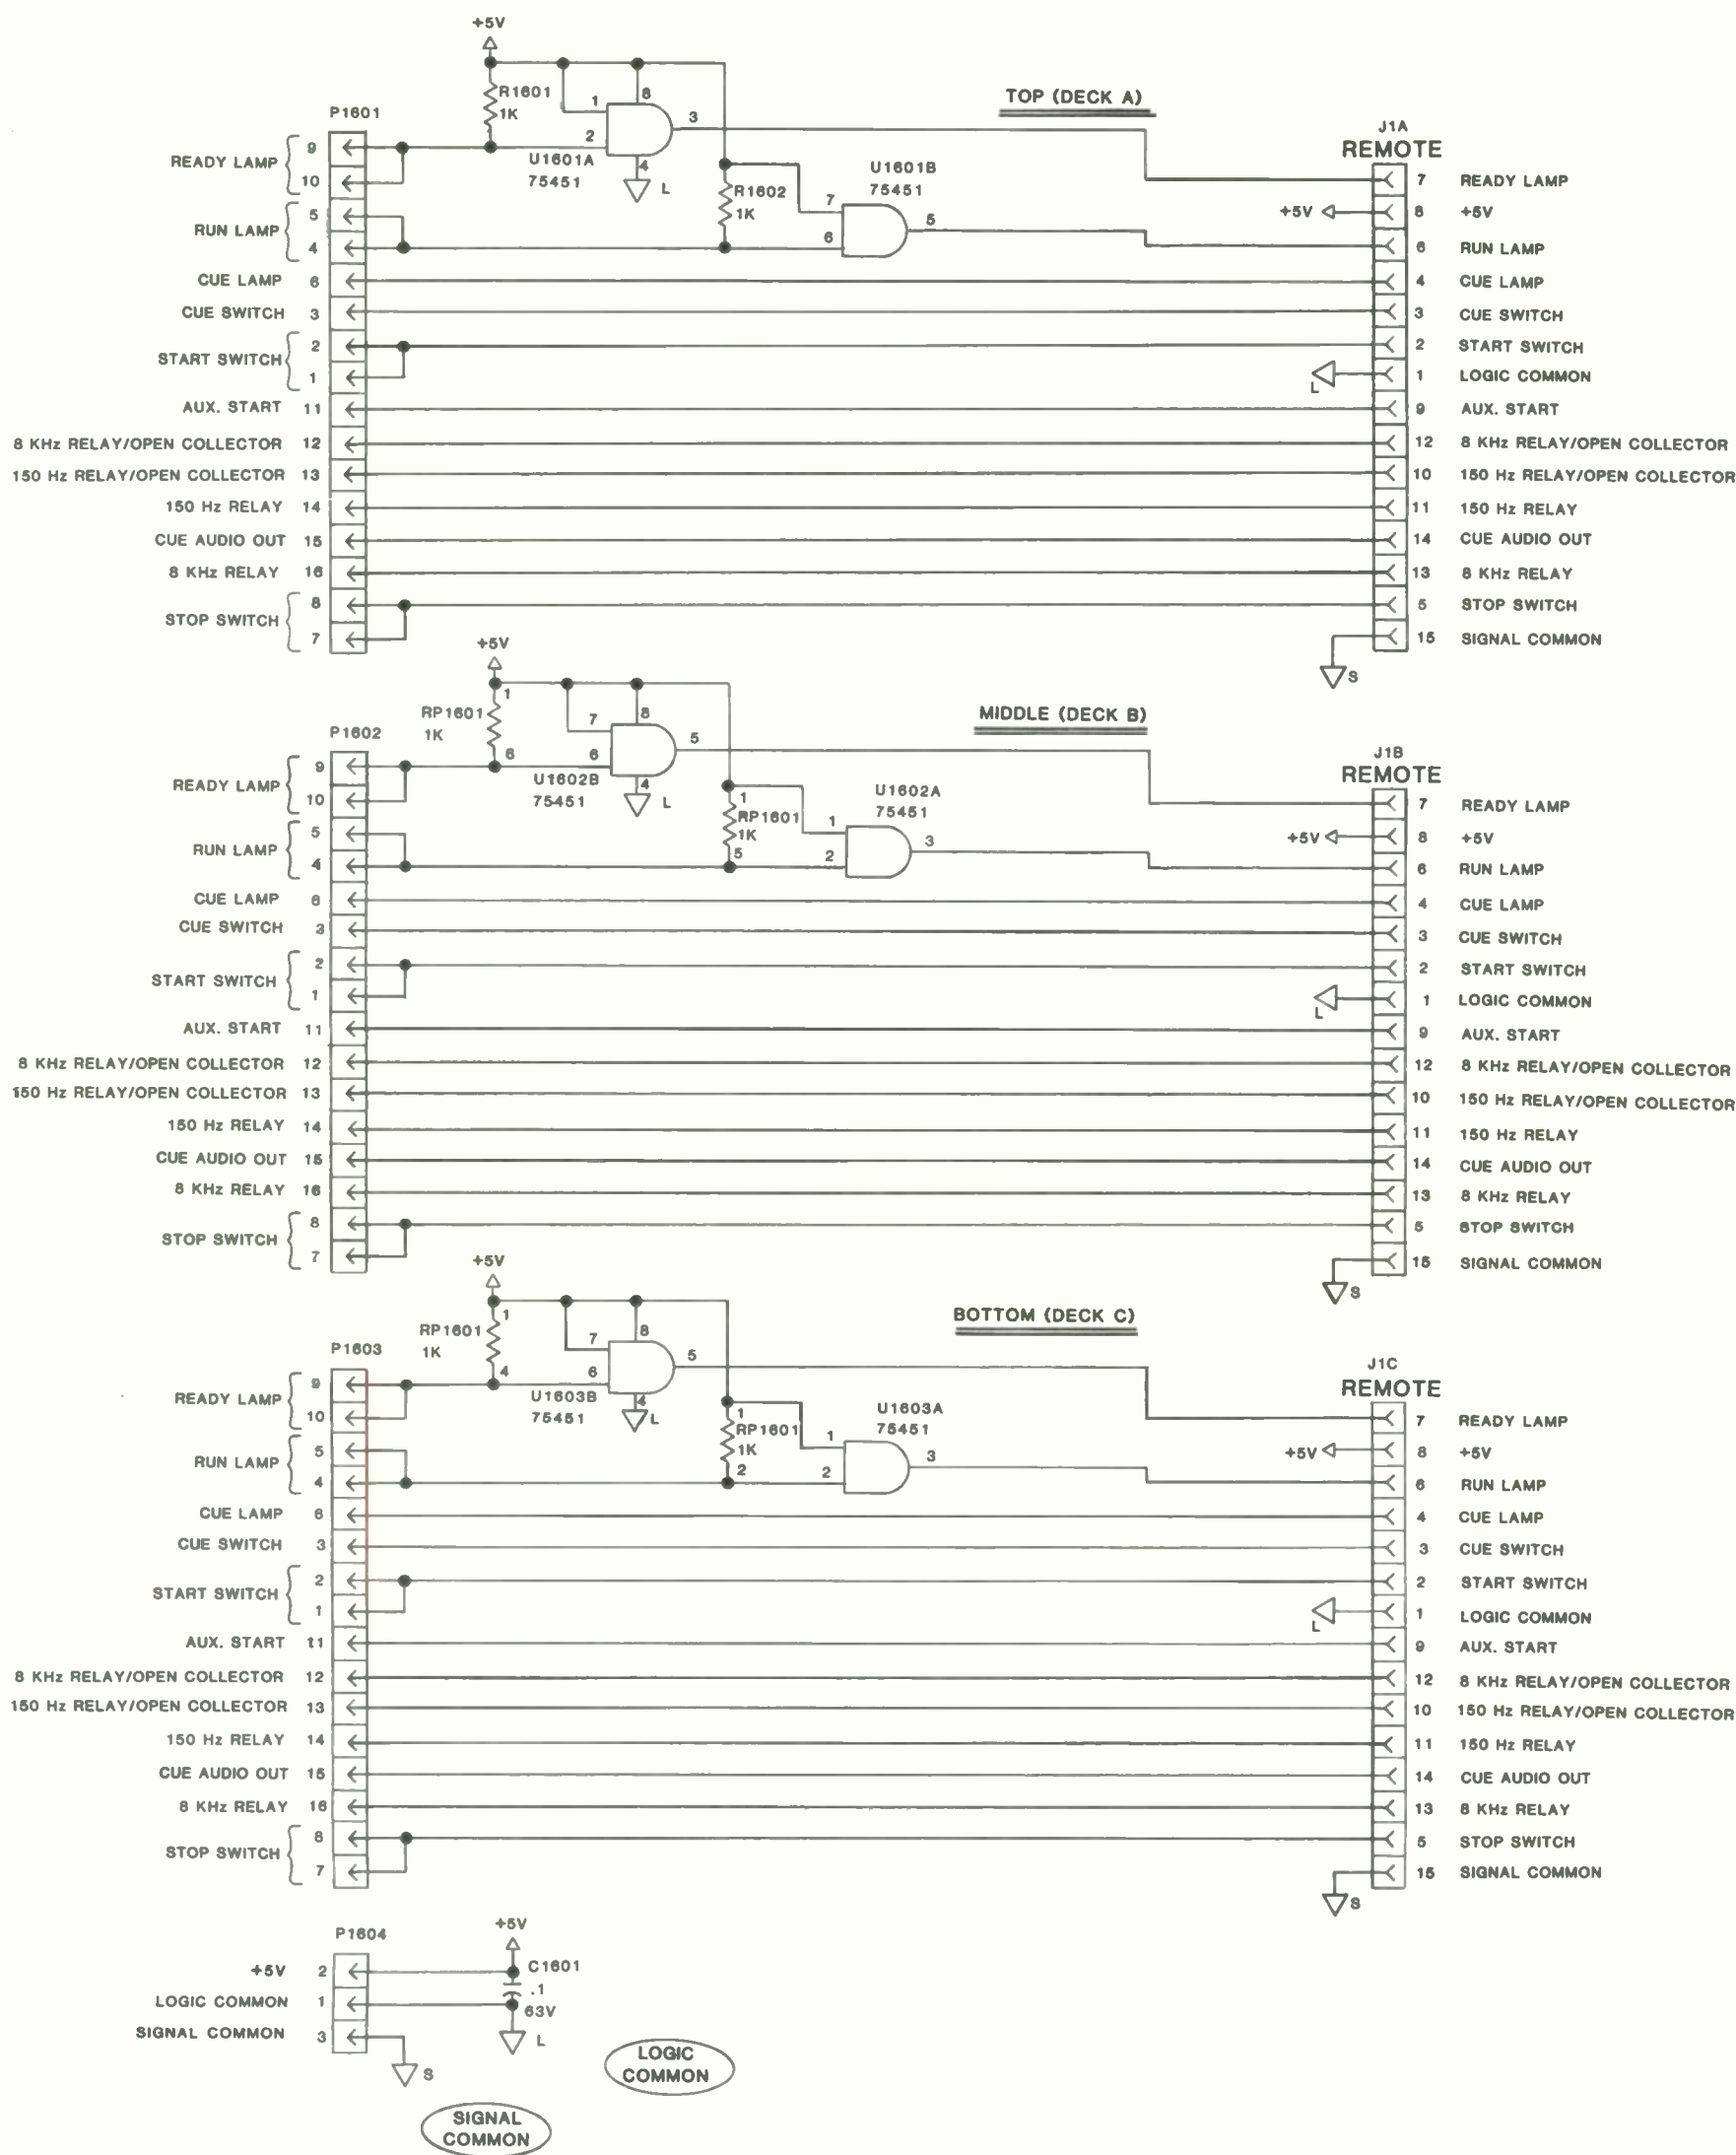 +5V
R1601
1K
1
8
2
3
4
L
U1601A
75451
TOP (DECK A)
P1601
READY LAMP
9
10
RUN LAMP
5
4
CUE LAMP 6
CUE SWITCH 3
START SWITCH
2
1
AUX. START 11
8 KHz RELAY/OPEN COLLECTOR 12
150 Hz RELAY/OPEN COLLECTOR 13
150 Hz RELAY 14
CUE AUDIO OUT 15
8 KHz RELAY 16
STOP SWITCH
8
7
R1602
1K
U1601B
75451
7
6
5
J1A
REMOTE
7 READY LAMP
+5V 8 +5V
6 RUN LAMP
4 CUE LAMP
3 CUE SWITCH
2 START SWITCH
L 1 LOGIC COMMON
9 AUX. START
12 8 KHz RELAY/OPEN COLLECTOR
10 150 Hz RELAY/OPEN COLLECTOR
11 150 Hz RELAY
14 CUE AUDIO OUT
13 8 KHz RELAY
5 STOP SWITCH
15 SIGNAL COMMON
S
+5V
1
RP1601
1K
6
7
8
6
5
4
L
U1602B
75451
MIDDLE (DECK B)
P1602
READY LAMP
9
10
RUN LAMP
5
4
CUE LAMP 6
CUE SWITCH 3
START SWITCH
2
1
AUX. START 11
8 KHz RELAY/OPEN COLLECTOR 12
150 Hz RELAY/OPEN COLLECTOR 13
150 Hz RELAY 14
CUE AUDIO OUT 15
8 KHz RELAY 16
STOP SWITCH
8
7
1
RP1601
1K
5
U1602A
75451
1
2
3
J1B
REMOTE
7 READY LAMP
+5V 8 +5V
6 RUN LAMP
4 CUE LAMP
3 CUE SWITCH
2 START SWITCH
L 1 LOGIC COMMON
9 AUX. START
12 8 KHz RELAY/OPEN COLLECTOR
10 150 Hz RELAY/OPEN COLLECTOR
11 150 Hz RELAY
14 CUE AUDIO OUT
13 8 KHz RELAY
5 STOP SWITCH
15 SIGNAL COMMON
S
+5V
1
RP1601
1K
4
7
8
6
5
4
L
U1603B
75451
BOTTOM (DECK C)
P1603
READY LAMP
9
10
RUN LAMP
5
4
CUE LAMP 6
CUE SWITCH 3
START SWITCH
2
1
AUX. START 11
8 KHz RELAY/OPEN COLLECTOR 12
150 Hz RELAY/OPEN COLLECTOR 13
150 Hz RELAY 14
CUE AUDIO OUT 15
8 KHz RELAY 16
STOP SWITCH
8
7
1
RP1601
1K
2
U1603A
75451
1
2
3
J1C
REMOTE
7 READY LAMP
+5V 8 +5V
6 RUN LAMP
4 CUE LAMP
3 CUE SWITCH
2 START SWITCH
L 1 LOGIC COMMON
9 AUX. START
12 8 KHz RELAY/OPEN COLLECTOR
10 150 Hz RELAY/OPEN COLLECTOR
11 150 Hz RELAY
14 CUE AUDIO OUT
13 8 KHz RELAY
5 STOP SWITCH
15 SIGNAL COMMON
S
P1604
+5V 2
LOGIC COMMON 1
SIGNAL COMMON 3
+5V
C1601
.1
63V
L
S
LOGIC
COMMON
SIGNAL
COMMON